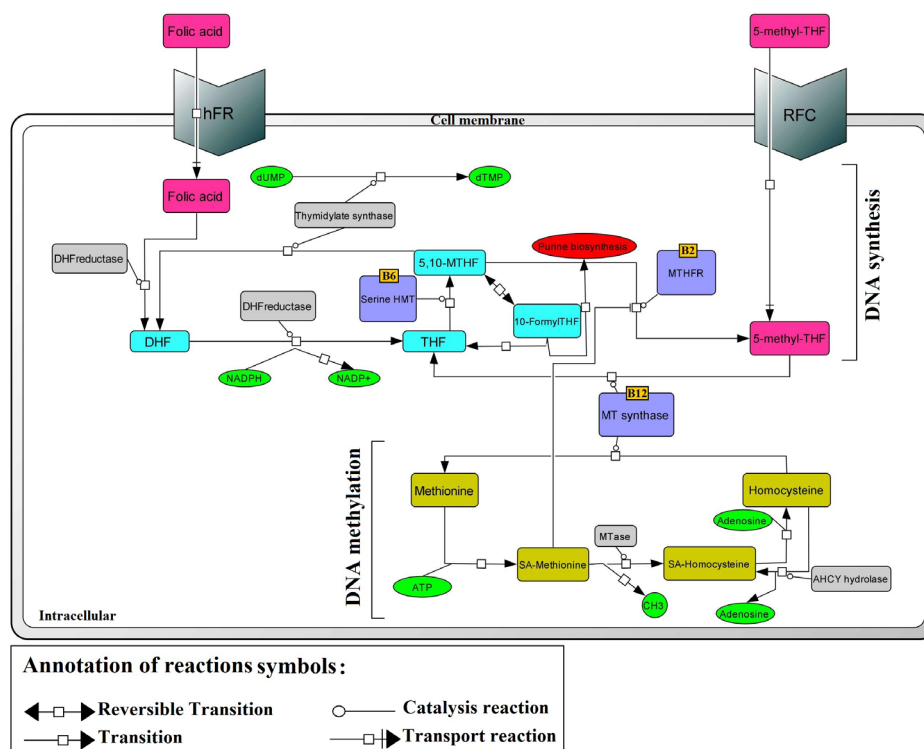 Folic acid
5-methyl-THF
hFR
Cell membrane
RFC
dUMP
dTMP
Folic acid
Thymidylate synthase
DNA synthesis
DHFreductase
5,10-MTHF
Purine biosynthesis
B2
MTHFR
B6
Serine HMT
DHFreductase
10-FormylTHF
DHF
THF
5-methyl-THF
NADPH
NADP+
B12
MT synthase
DNA methylation
Methionine
Homocysteine
Adenosine
MTase
SA-Methionine
SA-Homocysteine
ATP
AHCY hydrolase
CH3
Adenosine
Intracellular
Annotation of reactions symbols:
Reversible Transition
Catalysis reaction
Transition
Transport reaction